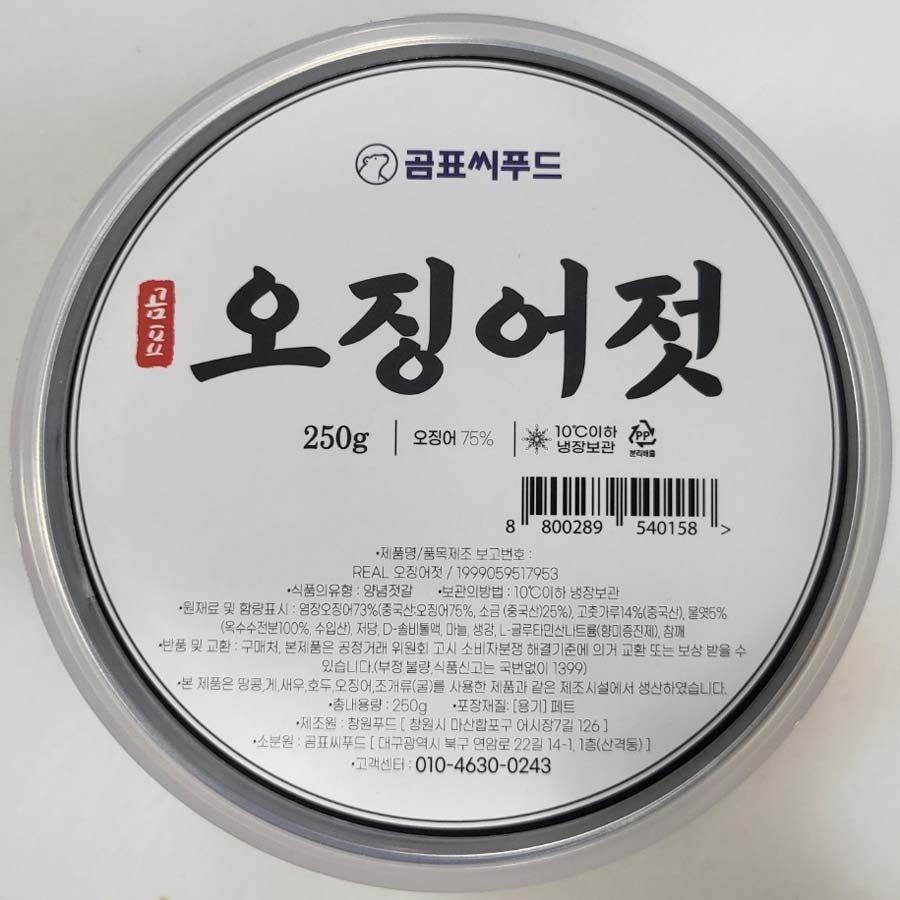 곰표씨푸드
곰표
오징어젓
250g
오징어 75%
10℃이하
냉장보관
PP
분리배출
8 800289 540158 >
•제품명/품목제조 보고번호 :
REAL 오징어젓 / 1999059517953
•식품의유형 : 양념젓갈 •보관의방법 : 10℃이하 냉장보관
•원재료 및 함량표시 : 염장오징어73%(중국산:오징어75%, 소금 (중국산)25%), 고춧가루14%(중국산), 물엿5%
(옥수수전분100%, 수입산), 저당, D-솔비톨액, 마늘, 생강, L-글루타민산나트륨(향미증진제), 참깨
•반품 및 교환 : 구매처, 본제품은 공정거래 위원회 고시 소비자분쟁 해결기준에 의거 교환 또는 보상 받을 수
있습니다.(부정,불량,식품신고는 국번없이 1399)
•본 제품은 땅콩,게,새우,호두,오징어,조개류(굴)를 사용한 제품과 같은 제조시설에서 생산하였습니다.
•총내용량 : 250g •포장재질: [용기] 페트
•제조원 : 창원푸드 [ 창원시 마산합포구 어시장7길 126 ]
•소분원 : 곰표씨푸드 [ 대구광역시 북구 연암로 22길 14-1, 1층(산격동) ]
•고객센터 : 010-4630-0243